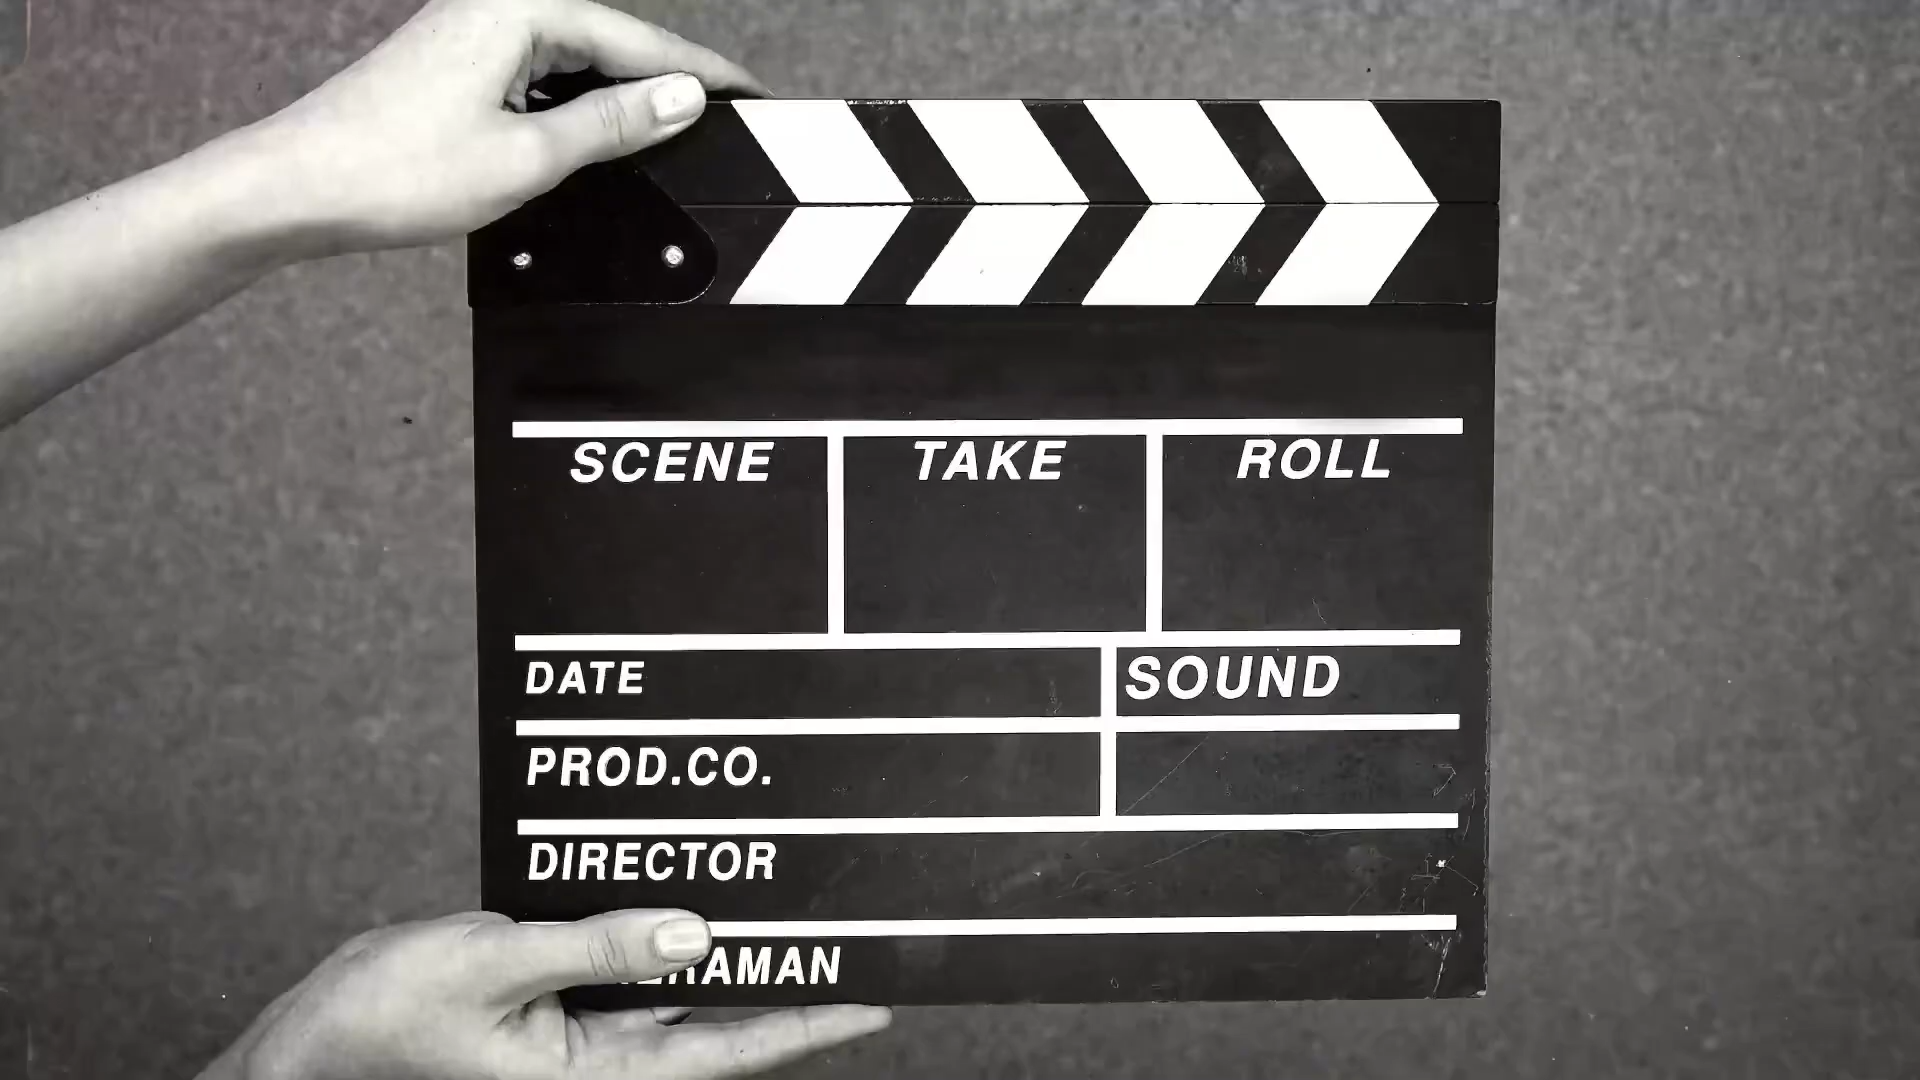 SCENE TAKE ROLL
DATE SOUND
PROD.CO.
DIRECTOR